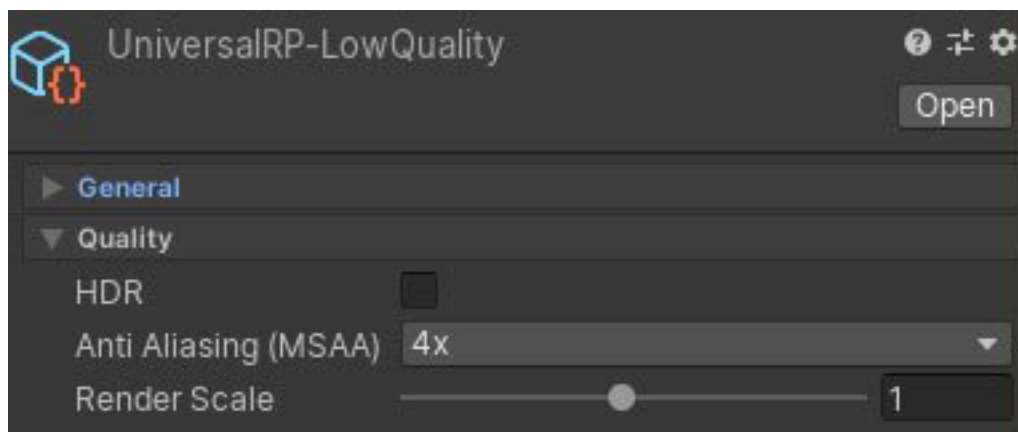 UniversalRP-LowQuality
Open
General
Quality
HDR
Anti Aliasing (MSAA) 4x
Render Scale 1